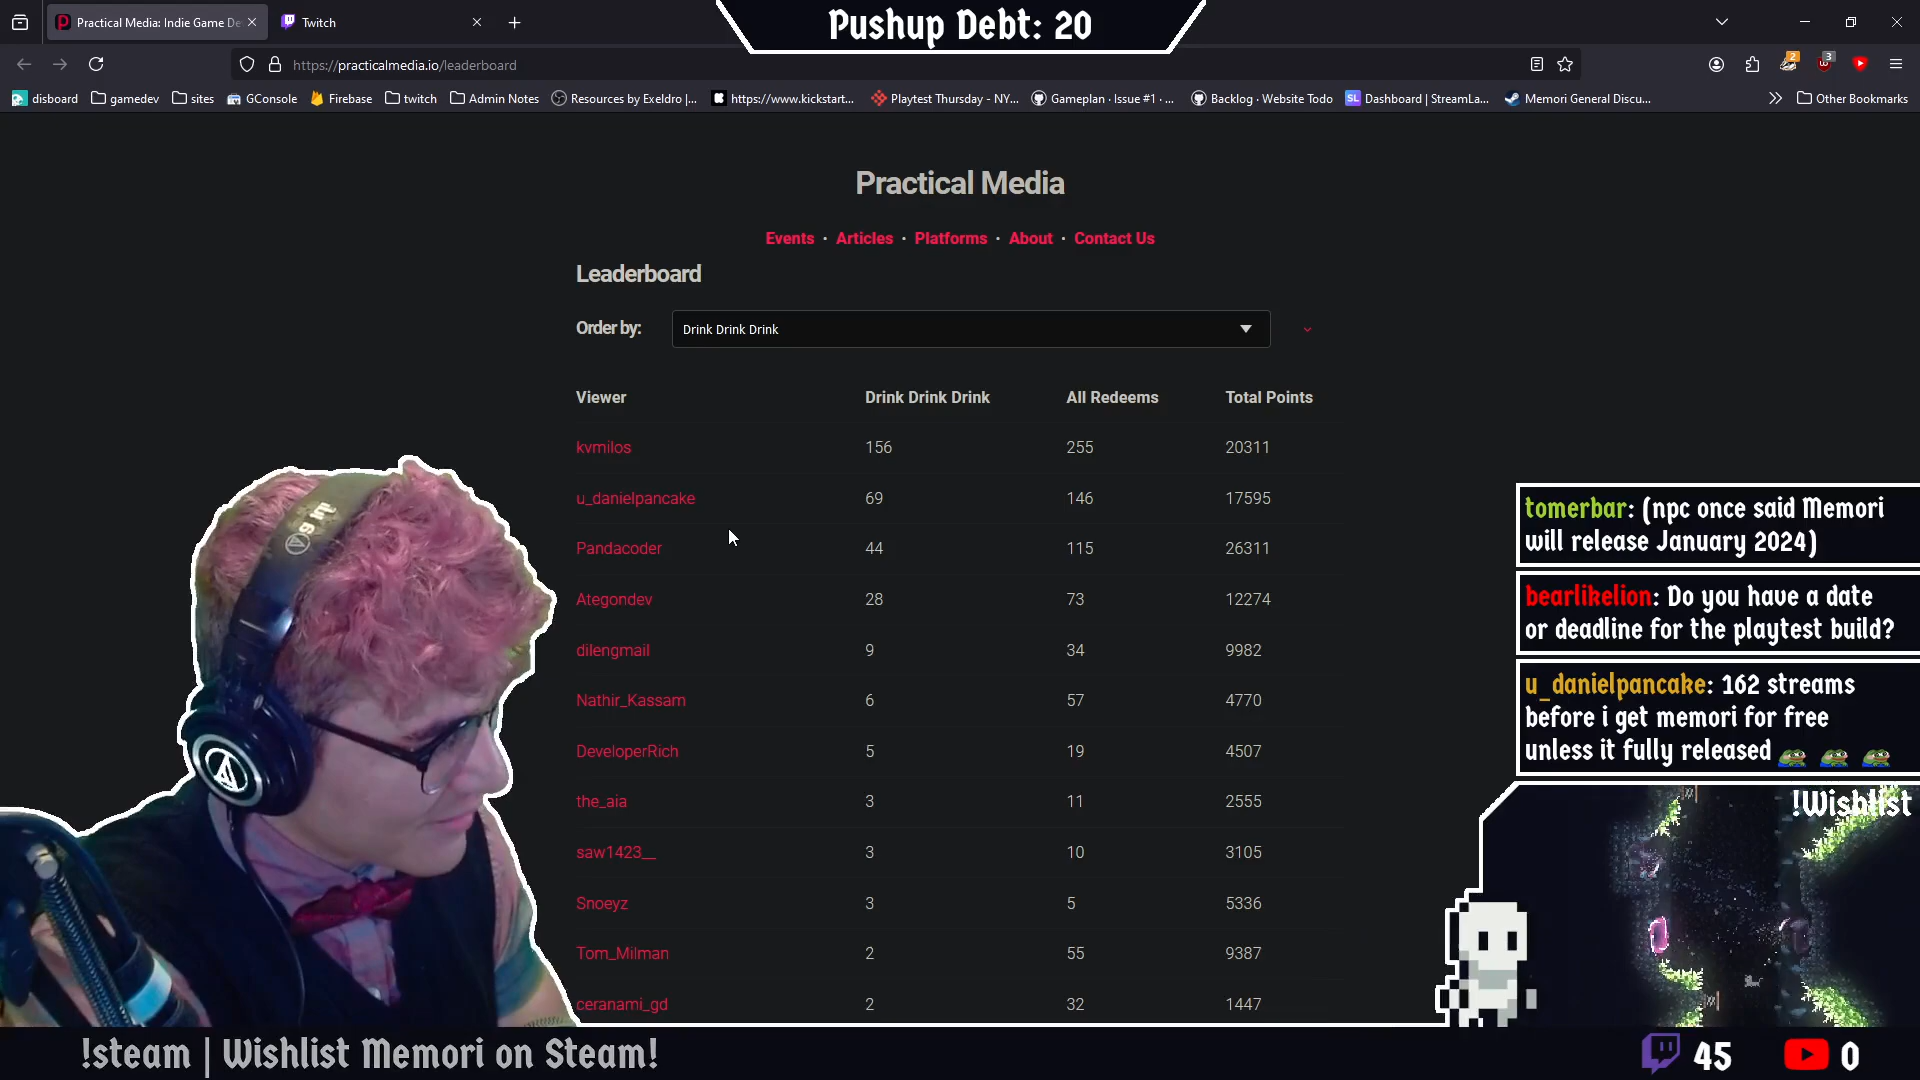 Practical Media: Indie Game De
Twitch
Pushup Debt: 20
https://practicalmedia.io/leaderboard
2
3
disboard
gamedev
sites
GConsole
Firebase
twitch
Admin Notes
Resources by Exeldro |...
https://www.kickstart...
Playtest Thursday - NY...
Gameplan · Issue #1 · ...
Backlog · Website Todo
Dashboard | StreamLa...
Memori General Discu...
Other Bookmarks
Practical Media
Events · Articles · Platforms · About · Contact Us
Leaderboard
Order by: Drink Drink Drink
Viewer Drink Drink Drink All Redeems Total Points
kvmilos 156 255 20311
u_danielpancake 69 146 17595
Pandacoder 44 115 26311
Ategondev 28 73 12274
dilengmail 9 34 9982
Nathir_Kassam 6 57 4770
DeveloperRich 5 19 4507
the_aia 3 11 2555
saw1423__ 3 10 3105
Snoeyz 3 5 5336
Tom_Milman 2 55 9387
ceranami_gd 2 32 1447
tomerbar: (npc once said Memori
will release January 2024)
bearlikelion: Do you have a date
or deadline for the playtest build?
u_danielpancake: 162 streams
before i get memori for free
unless it fully released
!Wishlist
!steam | Wishlist Memori on Steam!
45
0